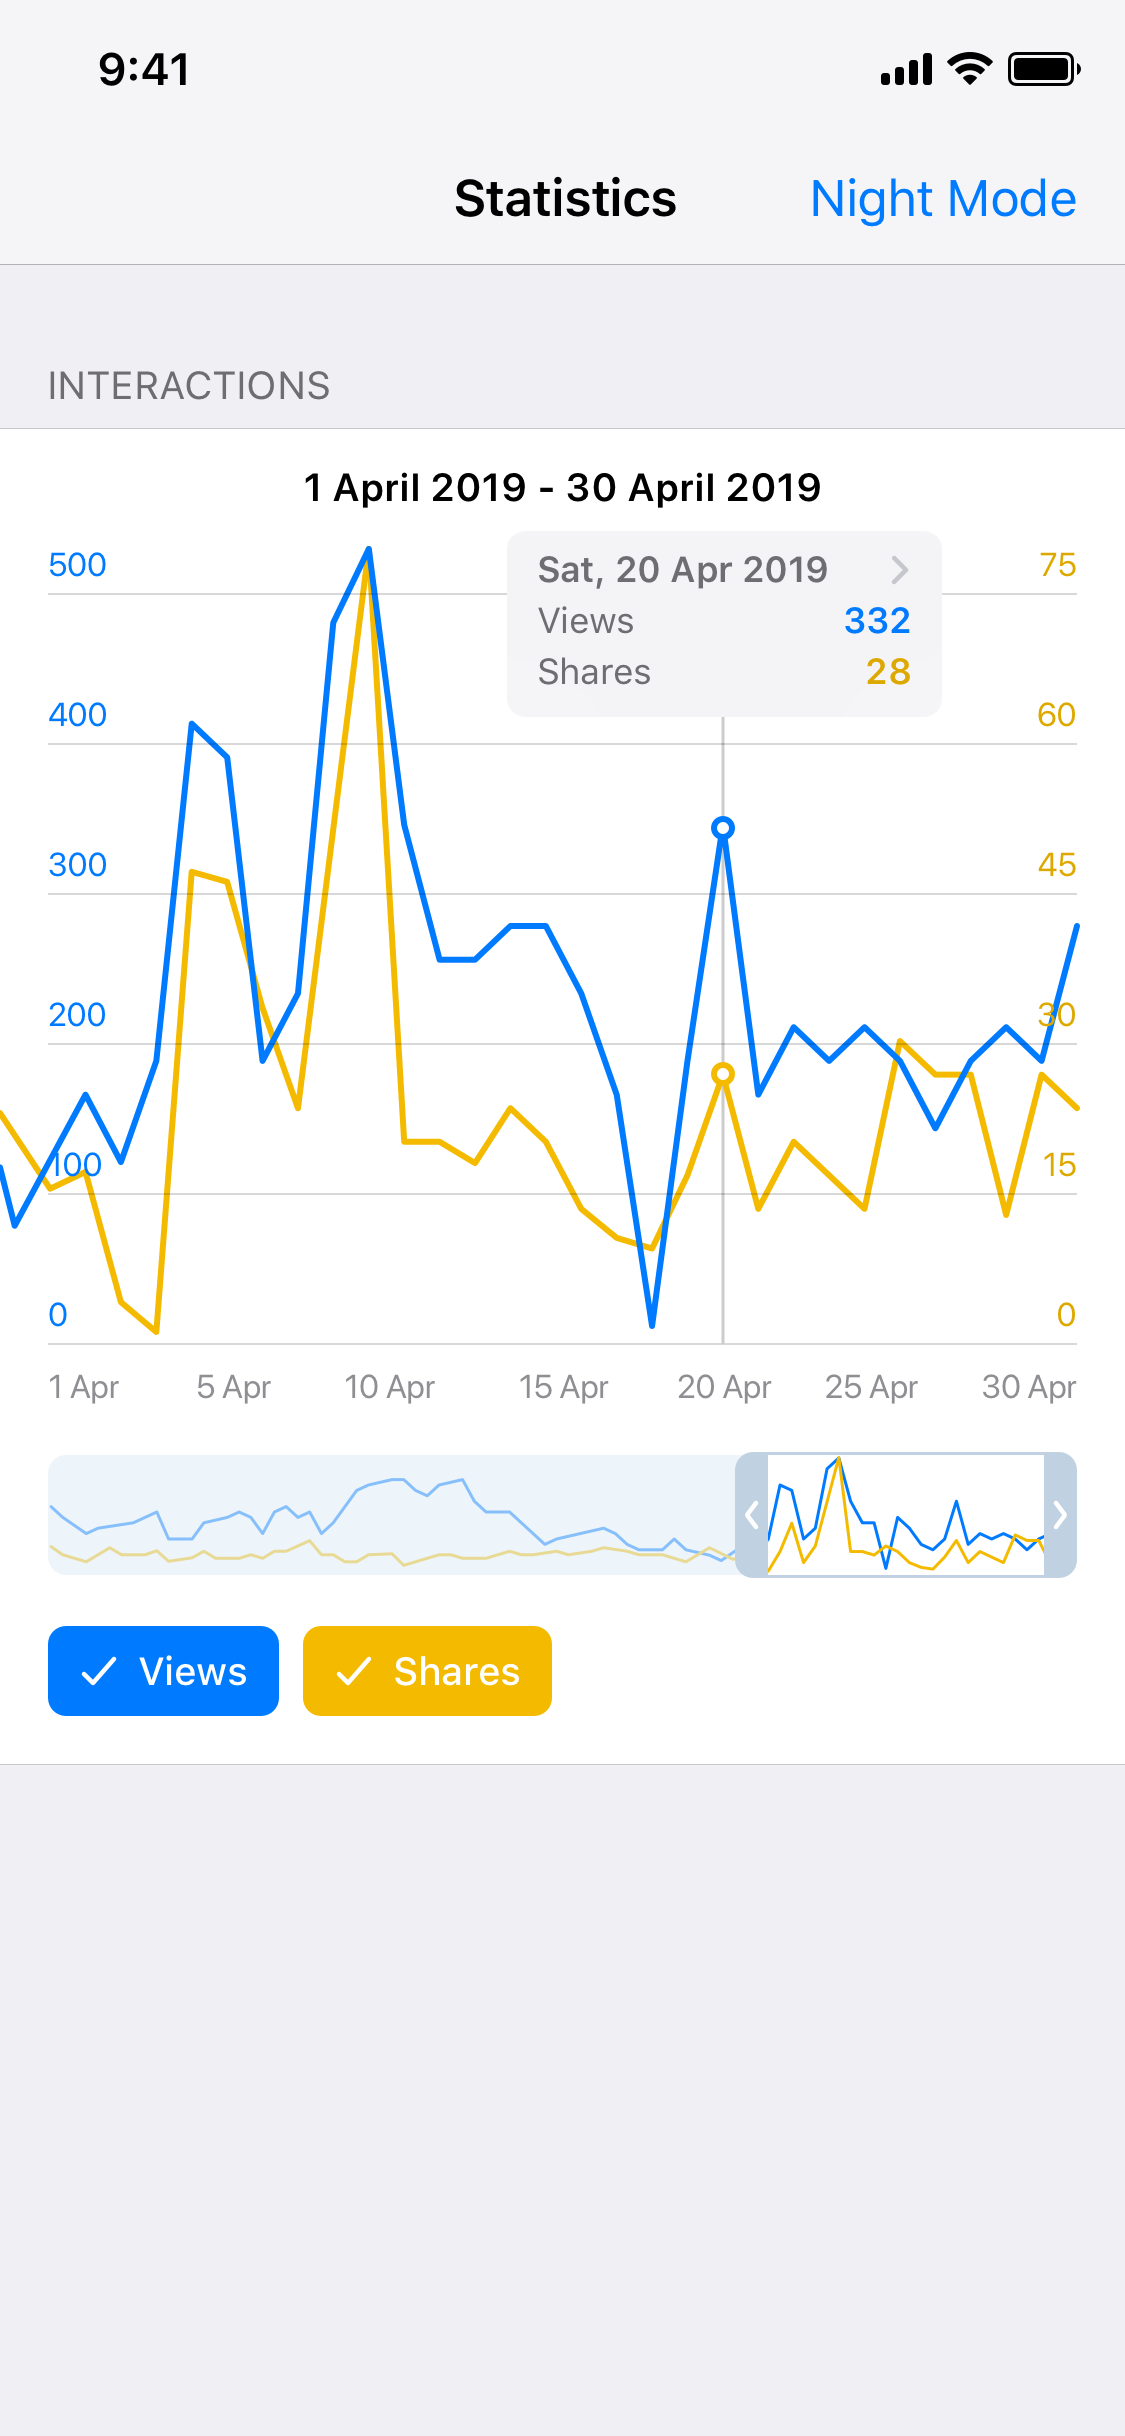 9:41
Statistics
Night Mode
INTERACTIONS
1 April 2019 - 30 April 2019
500
75
Sat, 20 Apr 2019
Views 332
Shares 28
400
60
300
45
200
30
100
15
0
0
1 Apr 5 Apr 10 Apr 15 Apr 20 Apr 25 Apr 30 Apr
Views
Shares